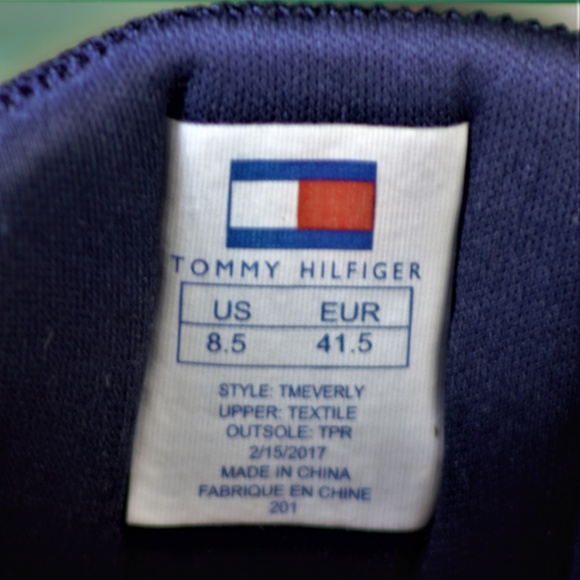 TOMMY HILFIGER
US EUR
8.5 41.5
STYLE: TMEVERLY
UPPER: TEXTILE
OUTSOLE: TPR
2/15/2017
MADE IN CHINA
FABRIQUE EN CHINE
201